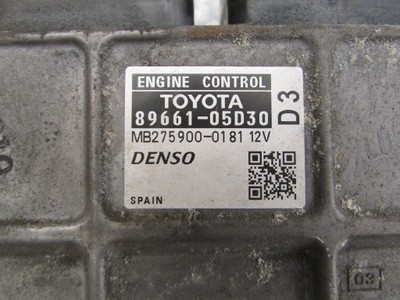 ENGINE CONTROL
TOYOTA
89661-05D30
D3
MB275900-0181 12V
DENSO
SPAIN
03